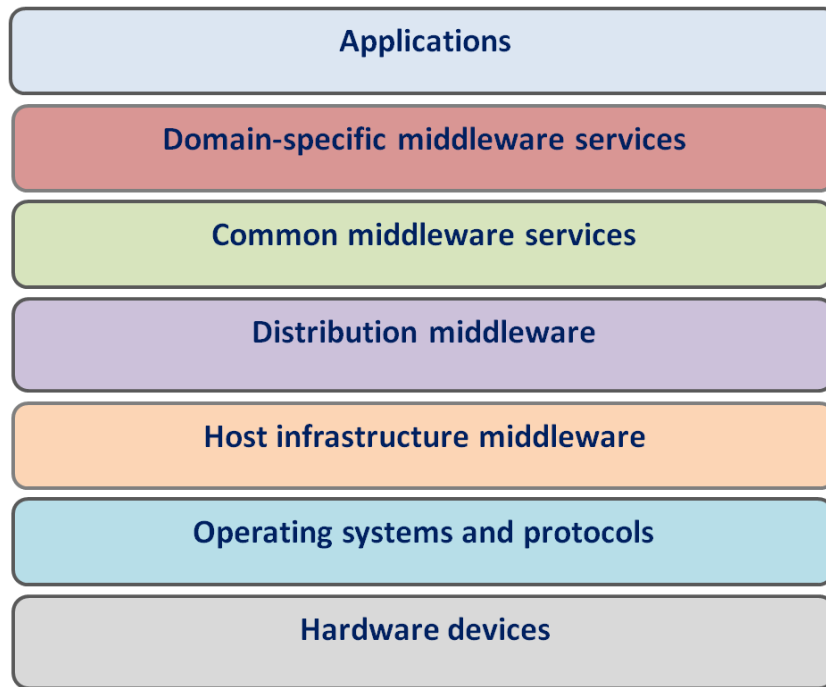 Applications
Domain-specific middleware services
Common middleware services
Distribution middleware
Host infrastructure middleware
Operating systems and protocols
Hardware devices